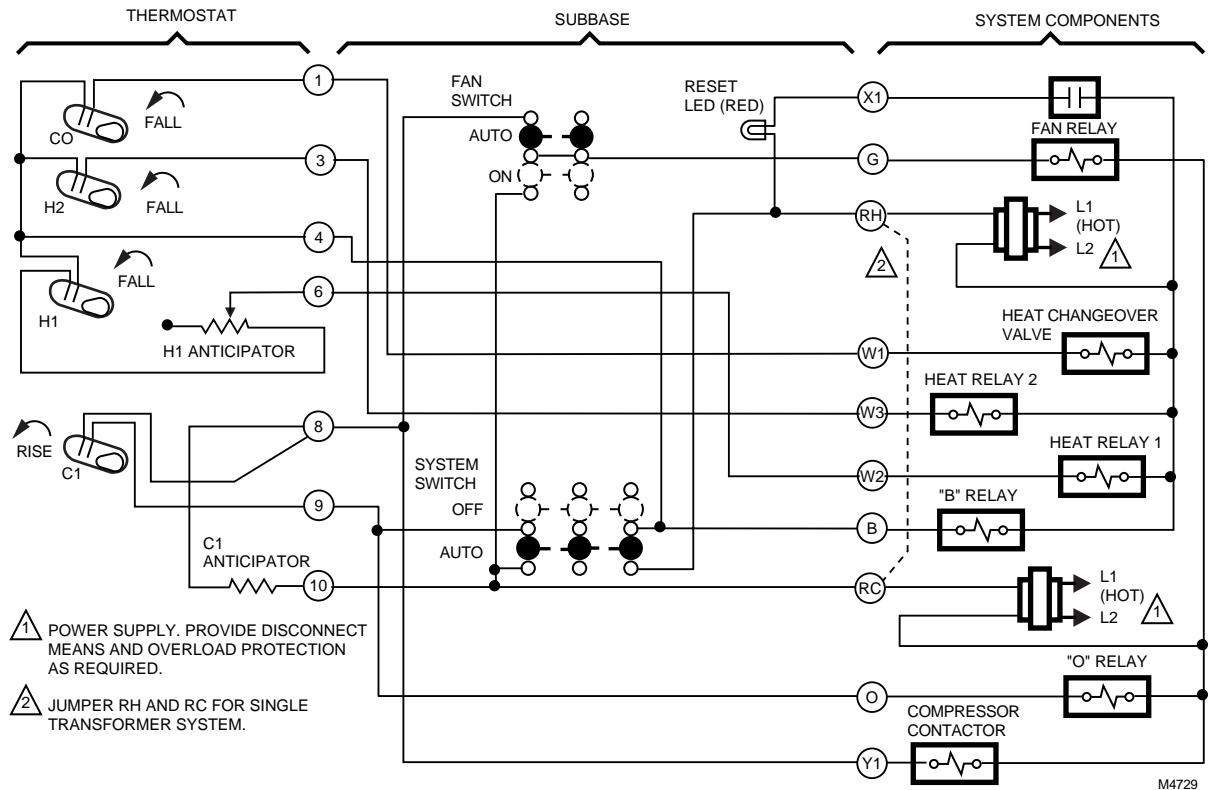 THERMOSTAT
SUBBASE
SYSTEM COMPONENTS
CO
FALL
1
H2
FALL
3
H1
FALL
4
6
H1 ANTICIPATOR
RISE
C1
8
9
C1
ANTICIPATOR
10
FAN
SWITCH
AUTO
ON
RESET
LED (RED)
SYSTEM
SWITCH
OFF
AUTO
X1
G
RH
2
W1
W3
W2
B
RC
O
Y1
FAN RELAY
L1
(HOT)
L2
1
HEAT CHANGEOVER
VALVE
HEAT RELAY 2
HEAT RELAY 1
"B" RELAY
L1
(HOT)
L2
1
"O" RELAY
COMPRESSOR
CONTACTOR
1 POWER SUPPLY. PROVIDE DISCONNECT
MEANS AND OVERLOAD PROTECTION
AS REQUIRED.
2 JUMPER RH AND RC FOR SINGLE
TRANSFORMER SYSTEM.
M4729